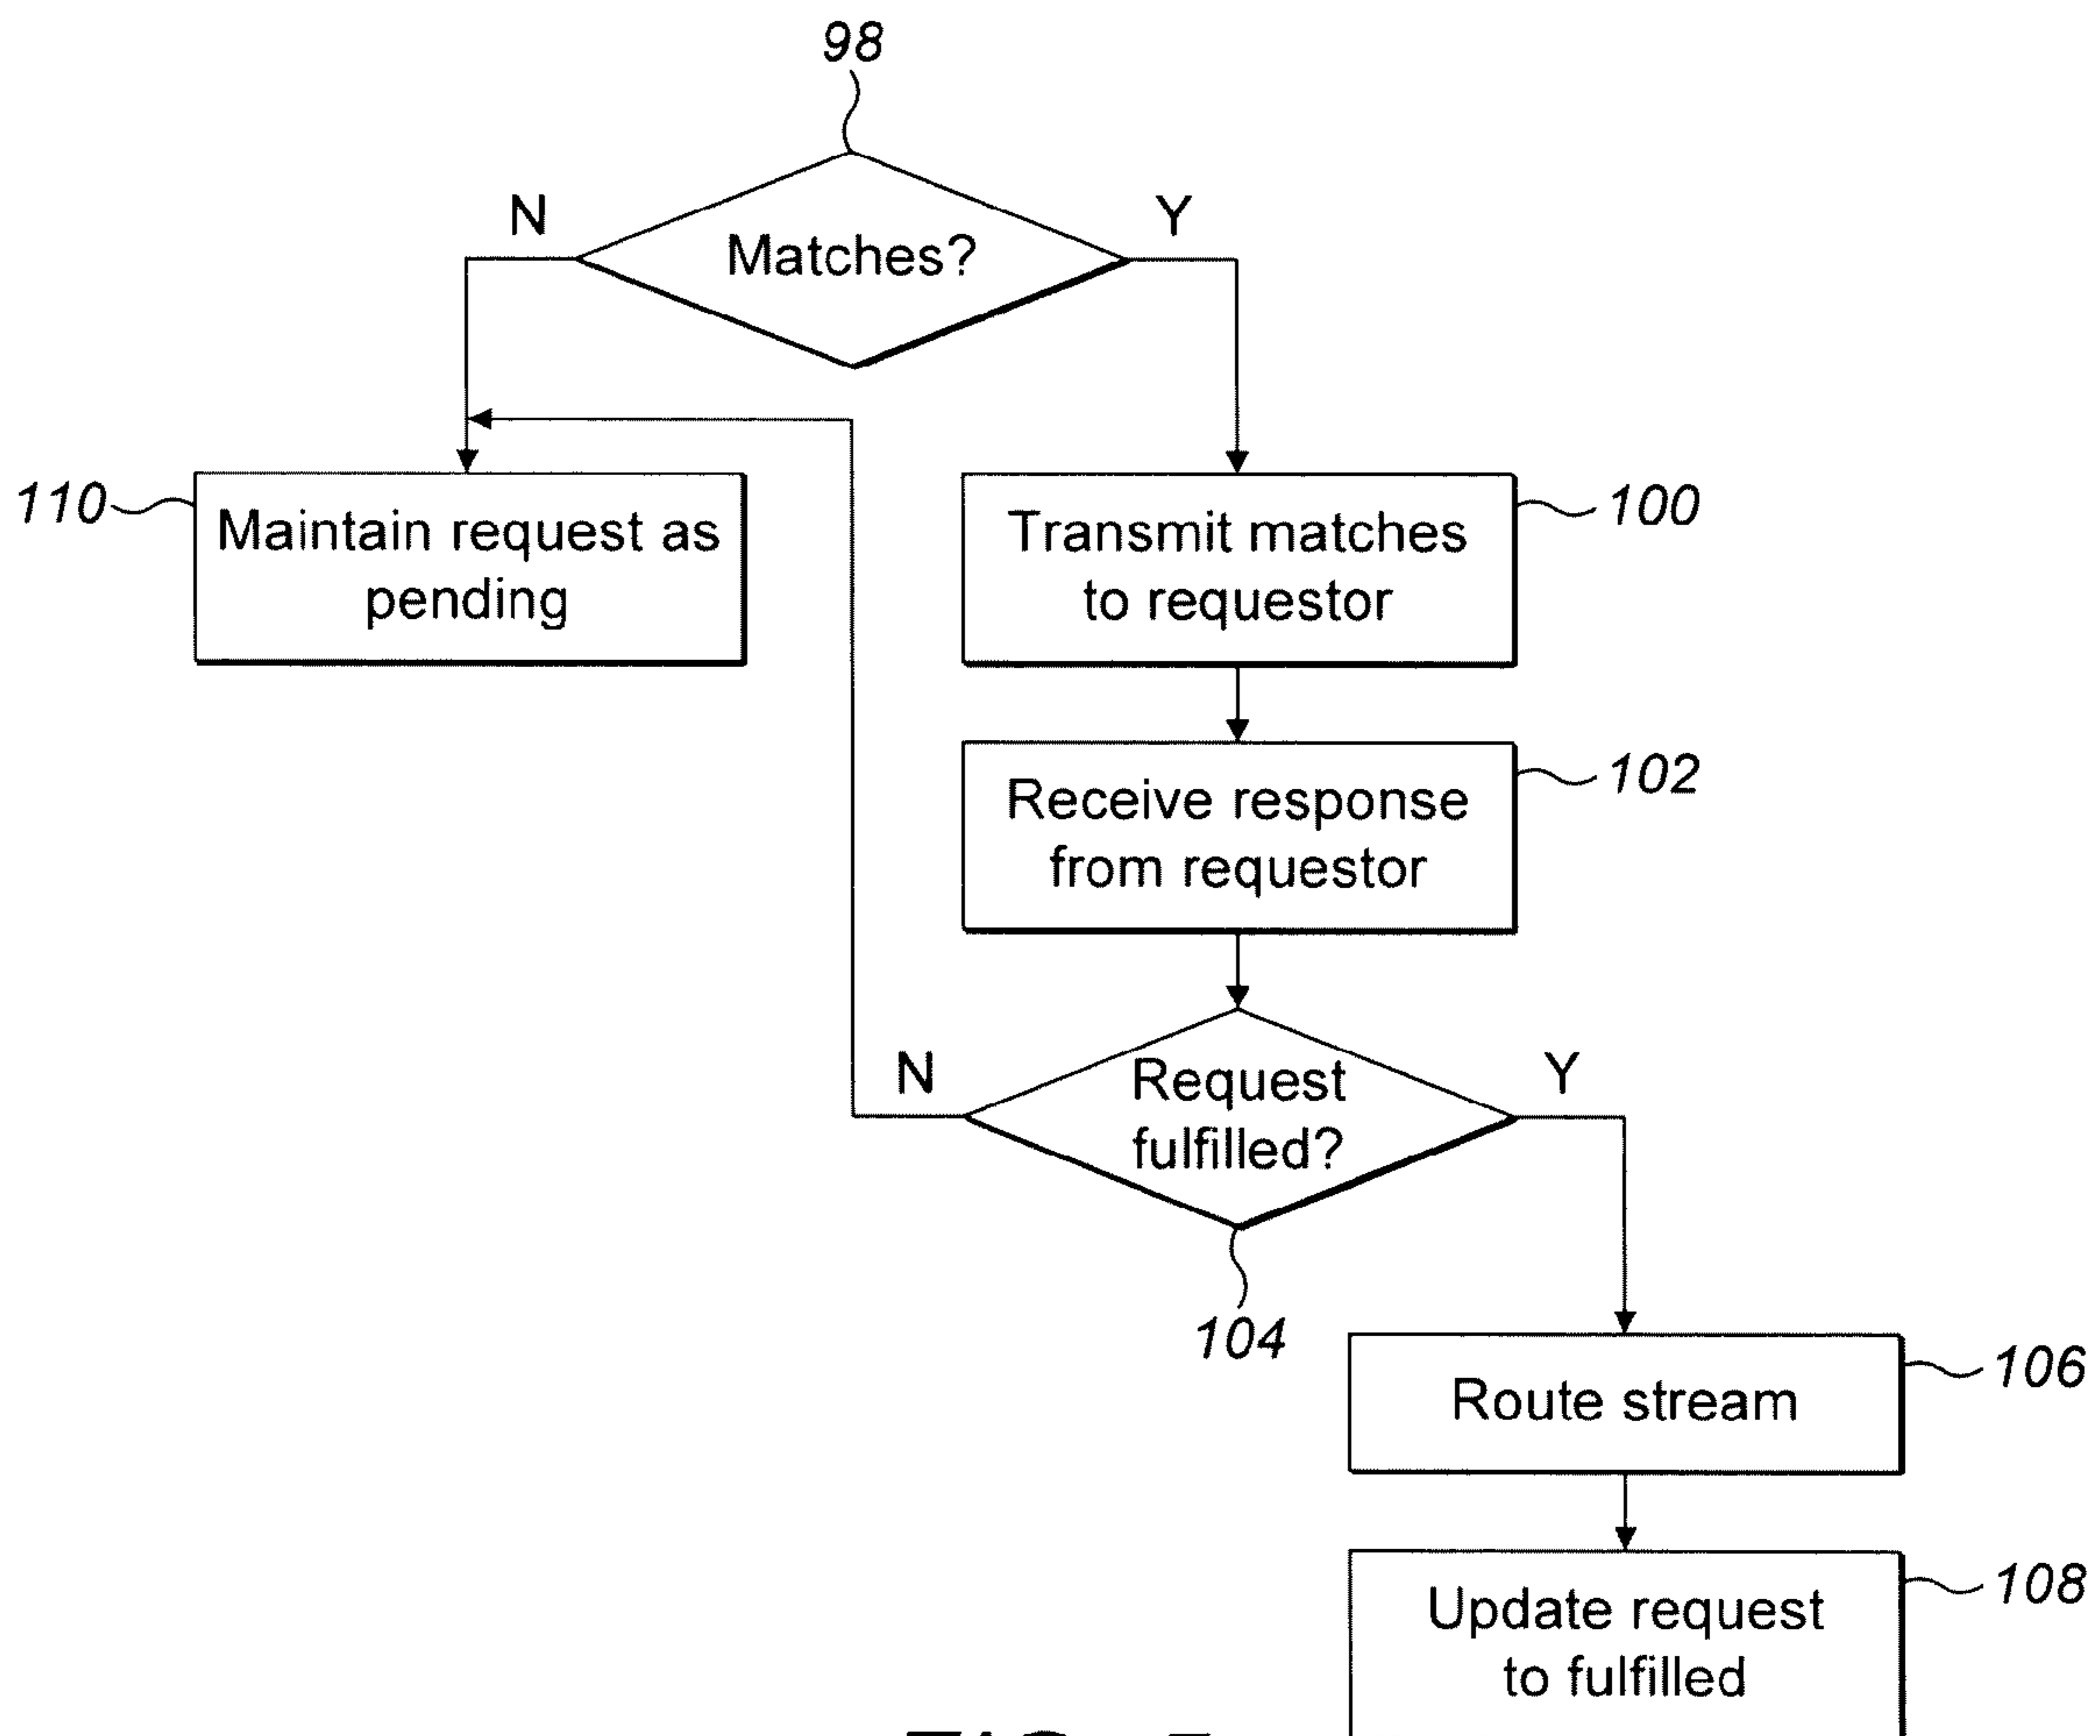 98
N
Y
Matches?
110
Maintain request as
pending
100
Transmit matches
to requestor
102
Receive response
from requestor
N
Y
Request
fulfilled?
104
106
Route stream
108
Update request
to fulfilled